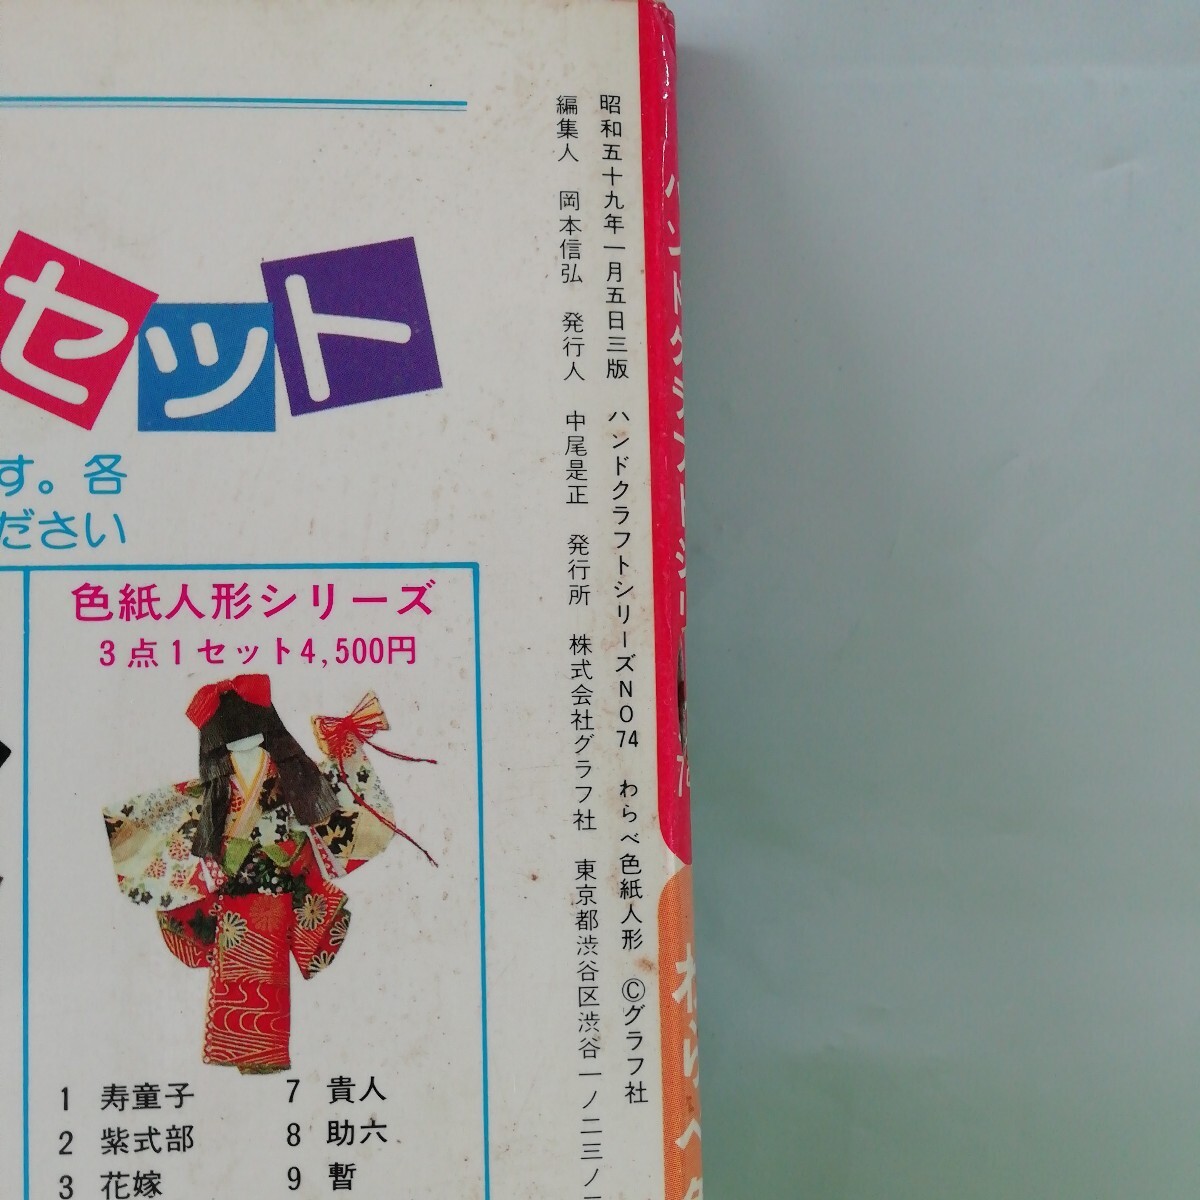 昭和五十九年一月五日三版 ハンドクラフトシリーズNO74 わらべ色紙人形 ©グラフ社
編集人 岡本信弘 発行人 中尾是正 発行所 株式会社グラフ社 東京都渋谷区渋谷一ノ二三ノ
セット
す。各
ださい
色紙人形シリーズ
3点1セット4,500円
1 寿童子
2 紫式部
3 花嫁
7 貴人
8 助六
9 暫
ハンドクラフトシリ